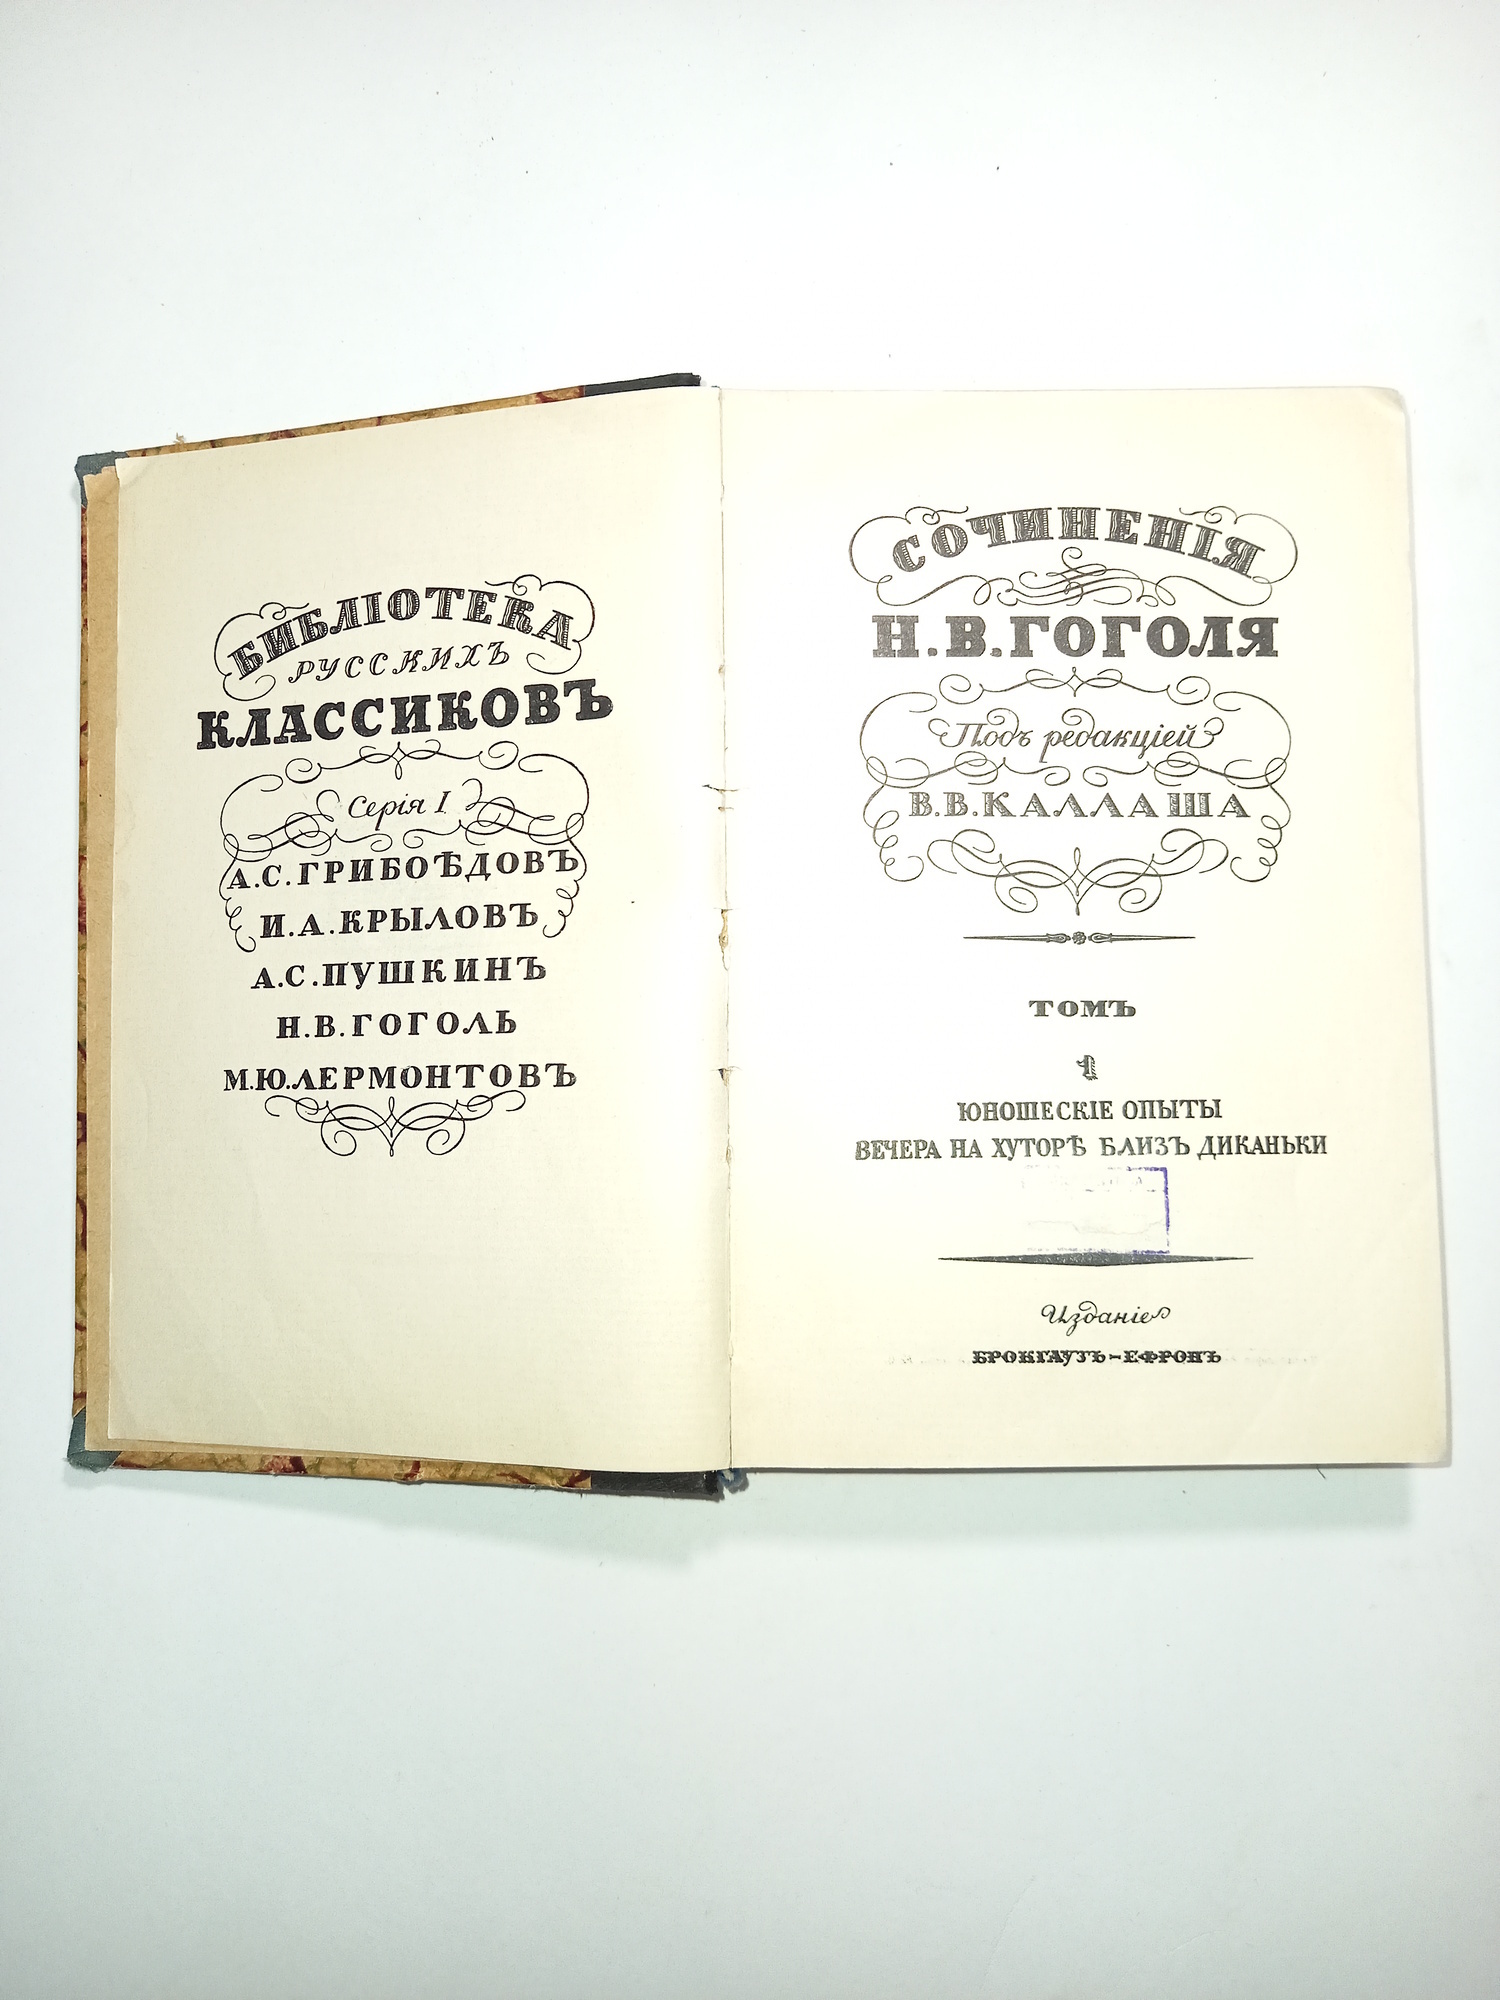 БИБЛІОТЕКА
РУССКИХЪ
КЛАССИКОВЪ
Серія I
А.С.ГРИБОѢДОВЪ
И.А.КРЫЛОВЪ
А.С.ПУШКИНЪ
Н.В.ГОГОЛЬ
М.Ю.ЛЕРМОНТОВЪ
СОЧИНЕНІЯ
Н.В.ГОГОЛЯ
Подъ редакціей
В.В.КАЛЛАША
ТОМЪ
1
ЮНОШЕСКІЕ ОПЫТЫ
ВЕЧЕРА НА ХУТОРѢ БЛИЗЪ ДИКАНЬКИ
Изданіе
БРОКГАУЗЪ-ЕФРОНЪ